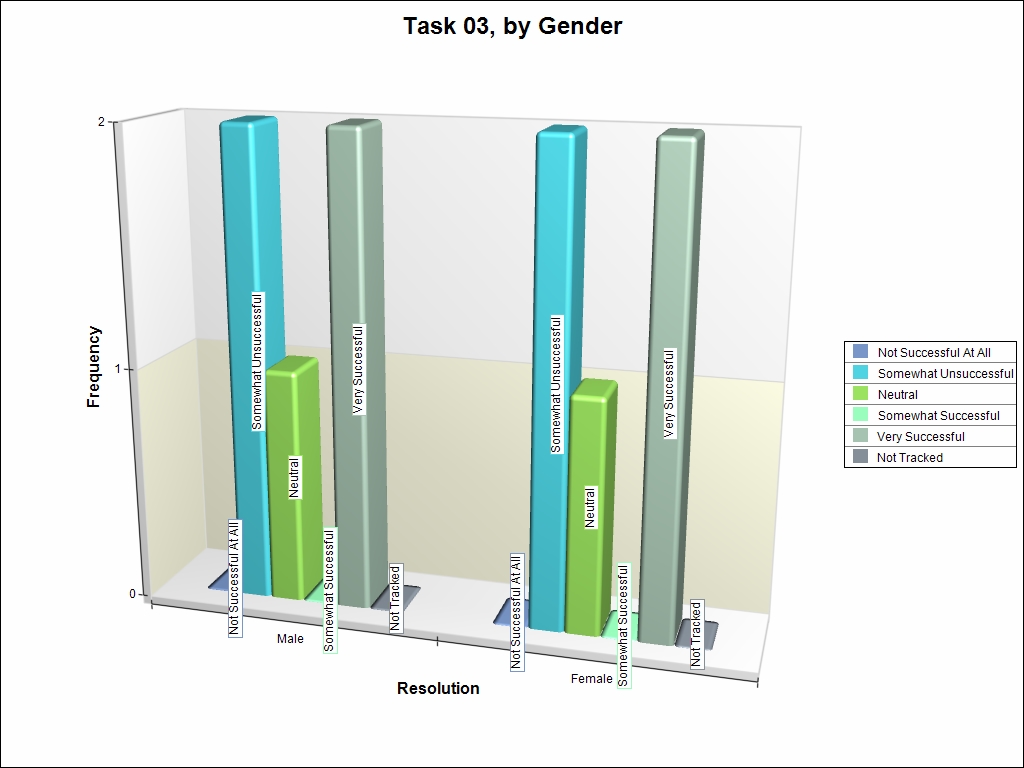 Task 03, by Gender
2
1
0
Frequency
Not Successful At All
Somewhat Unsuccessful
Neutral
Somewhat Successful
Very Successful
Not Tracked
Not Successful At All
Somewhat Unsuccessful
Neutral
Somewhat Successful
Very Successful
Not Tracked
Male
Female
Resolution
Not Successful At All
Somewhat Unsuccessful
Neutral
Somewhat Successful
Very Successful
Not Tracked